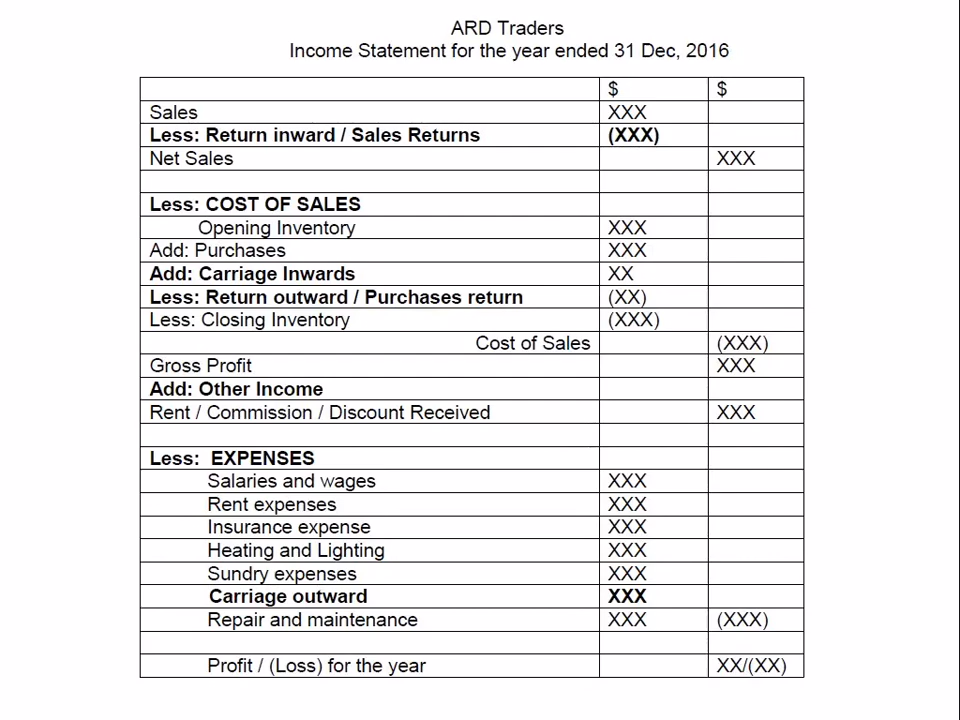 ARD Traders
Income Statement for the year ended 31 Dec, 2016
$ $
Sales XXX
Less: Return inward / Sales Returns (XXX)
Net Sales XXX
Less: COST OF SALES
Opening Inventory XXX
Add: Purchases XXX
Add: Carriage Inwards XX
Less: Return outward / Purchases return (XX)
Less: Closing Inventory (XXX)
Cost of Sales (XXX)
Gross Profit XXX
Add: Other Income
Rent / Commission / Discount Received XXX
Less: EXPENSES
Salaries and wages XXX
Rent expenses XXX
Insurance expense XXX
Heating and Lighting XXX
Sundry expenses XXX
Carriage outward XXX
Repair and maintenance XXX (XXX)
Profit / (Loss) for the year XX/(XX)